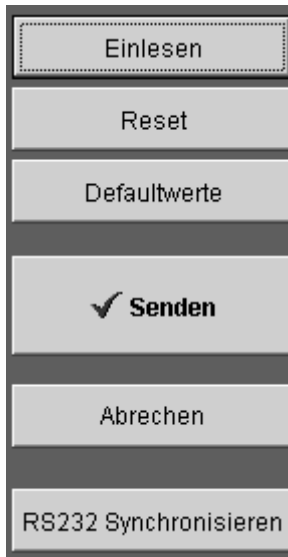 Einlesen
Reset
Defaultwerte
Senden
Abrechen
RS232 Synchronisieren